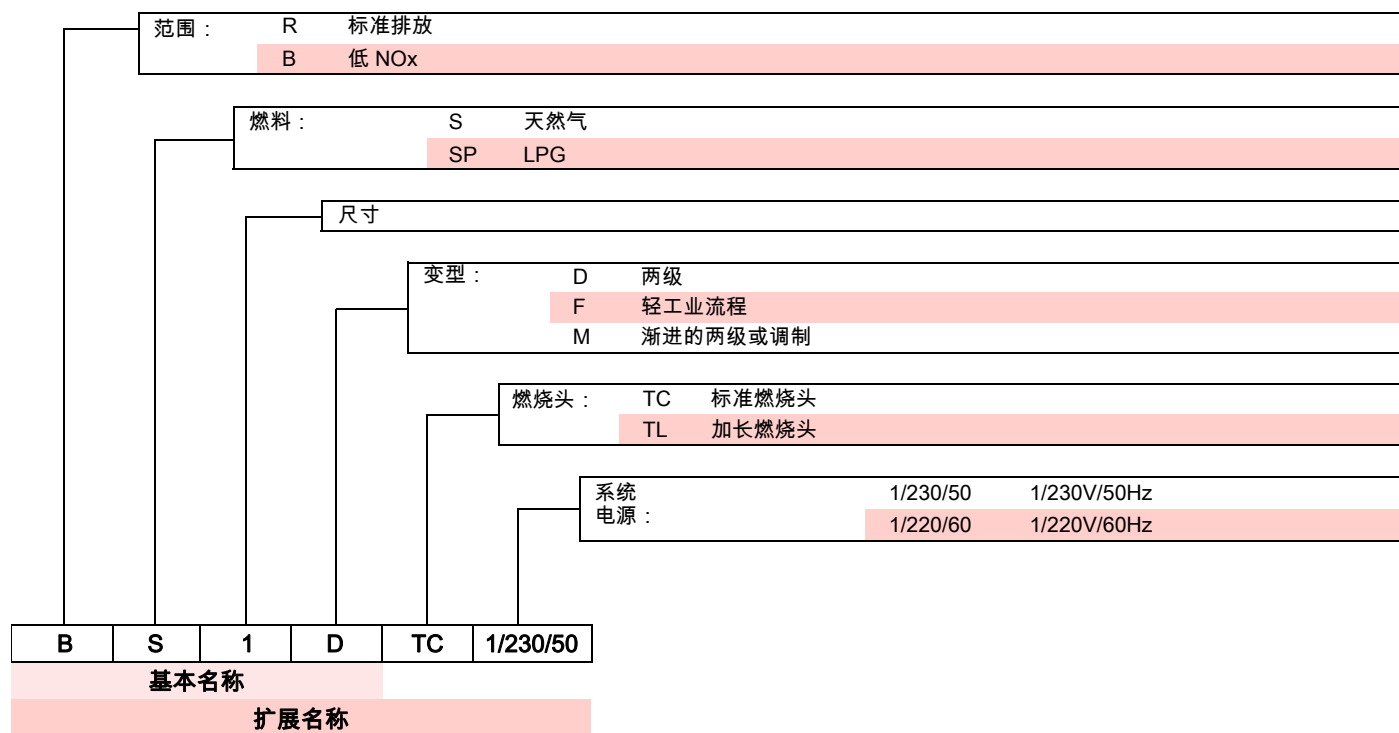 范围： R 标准排放
B 低 NOx
燃料： S 天然气
SP LPG
尺寸
变型： D 两级
F 轻工业流程
M 渐进的两级或调制
燃烧头： TC 标准燃烧头
TL 加长燃烧头
系统 1/230/50 1/230V/50Hz
电源： 1/220/60 1/220V/60Hz
B S 1 D TC 1/230/50
基本名称
扩展名称